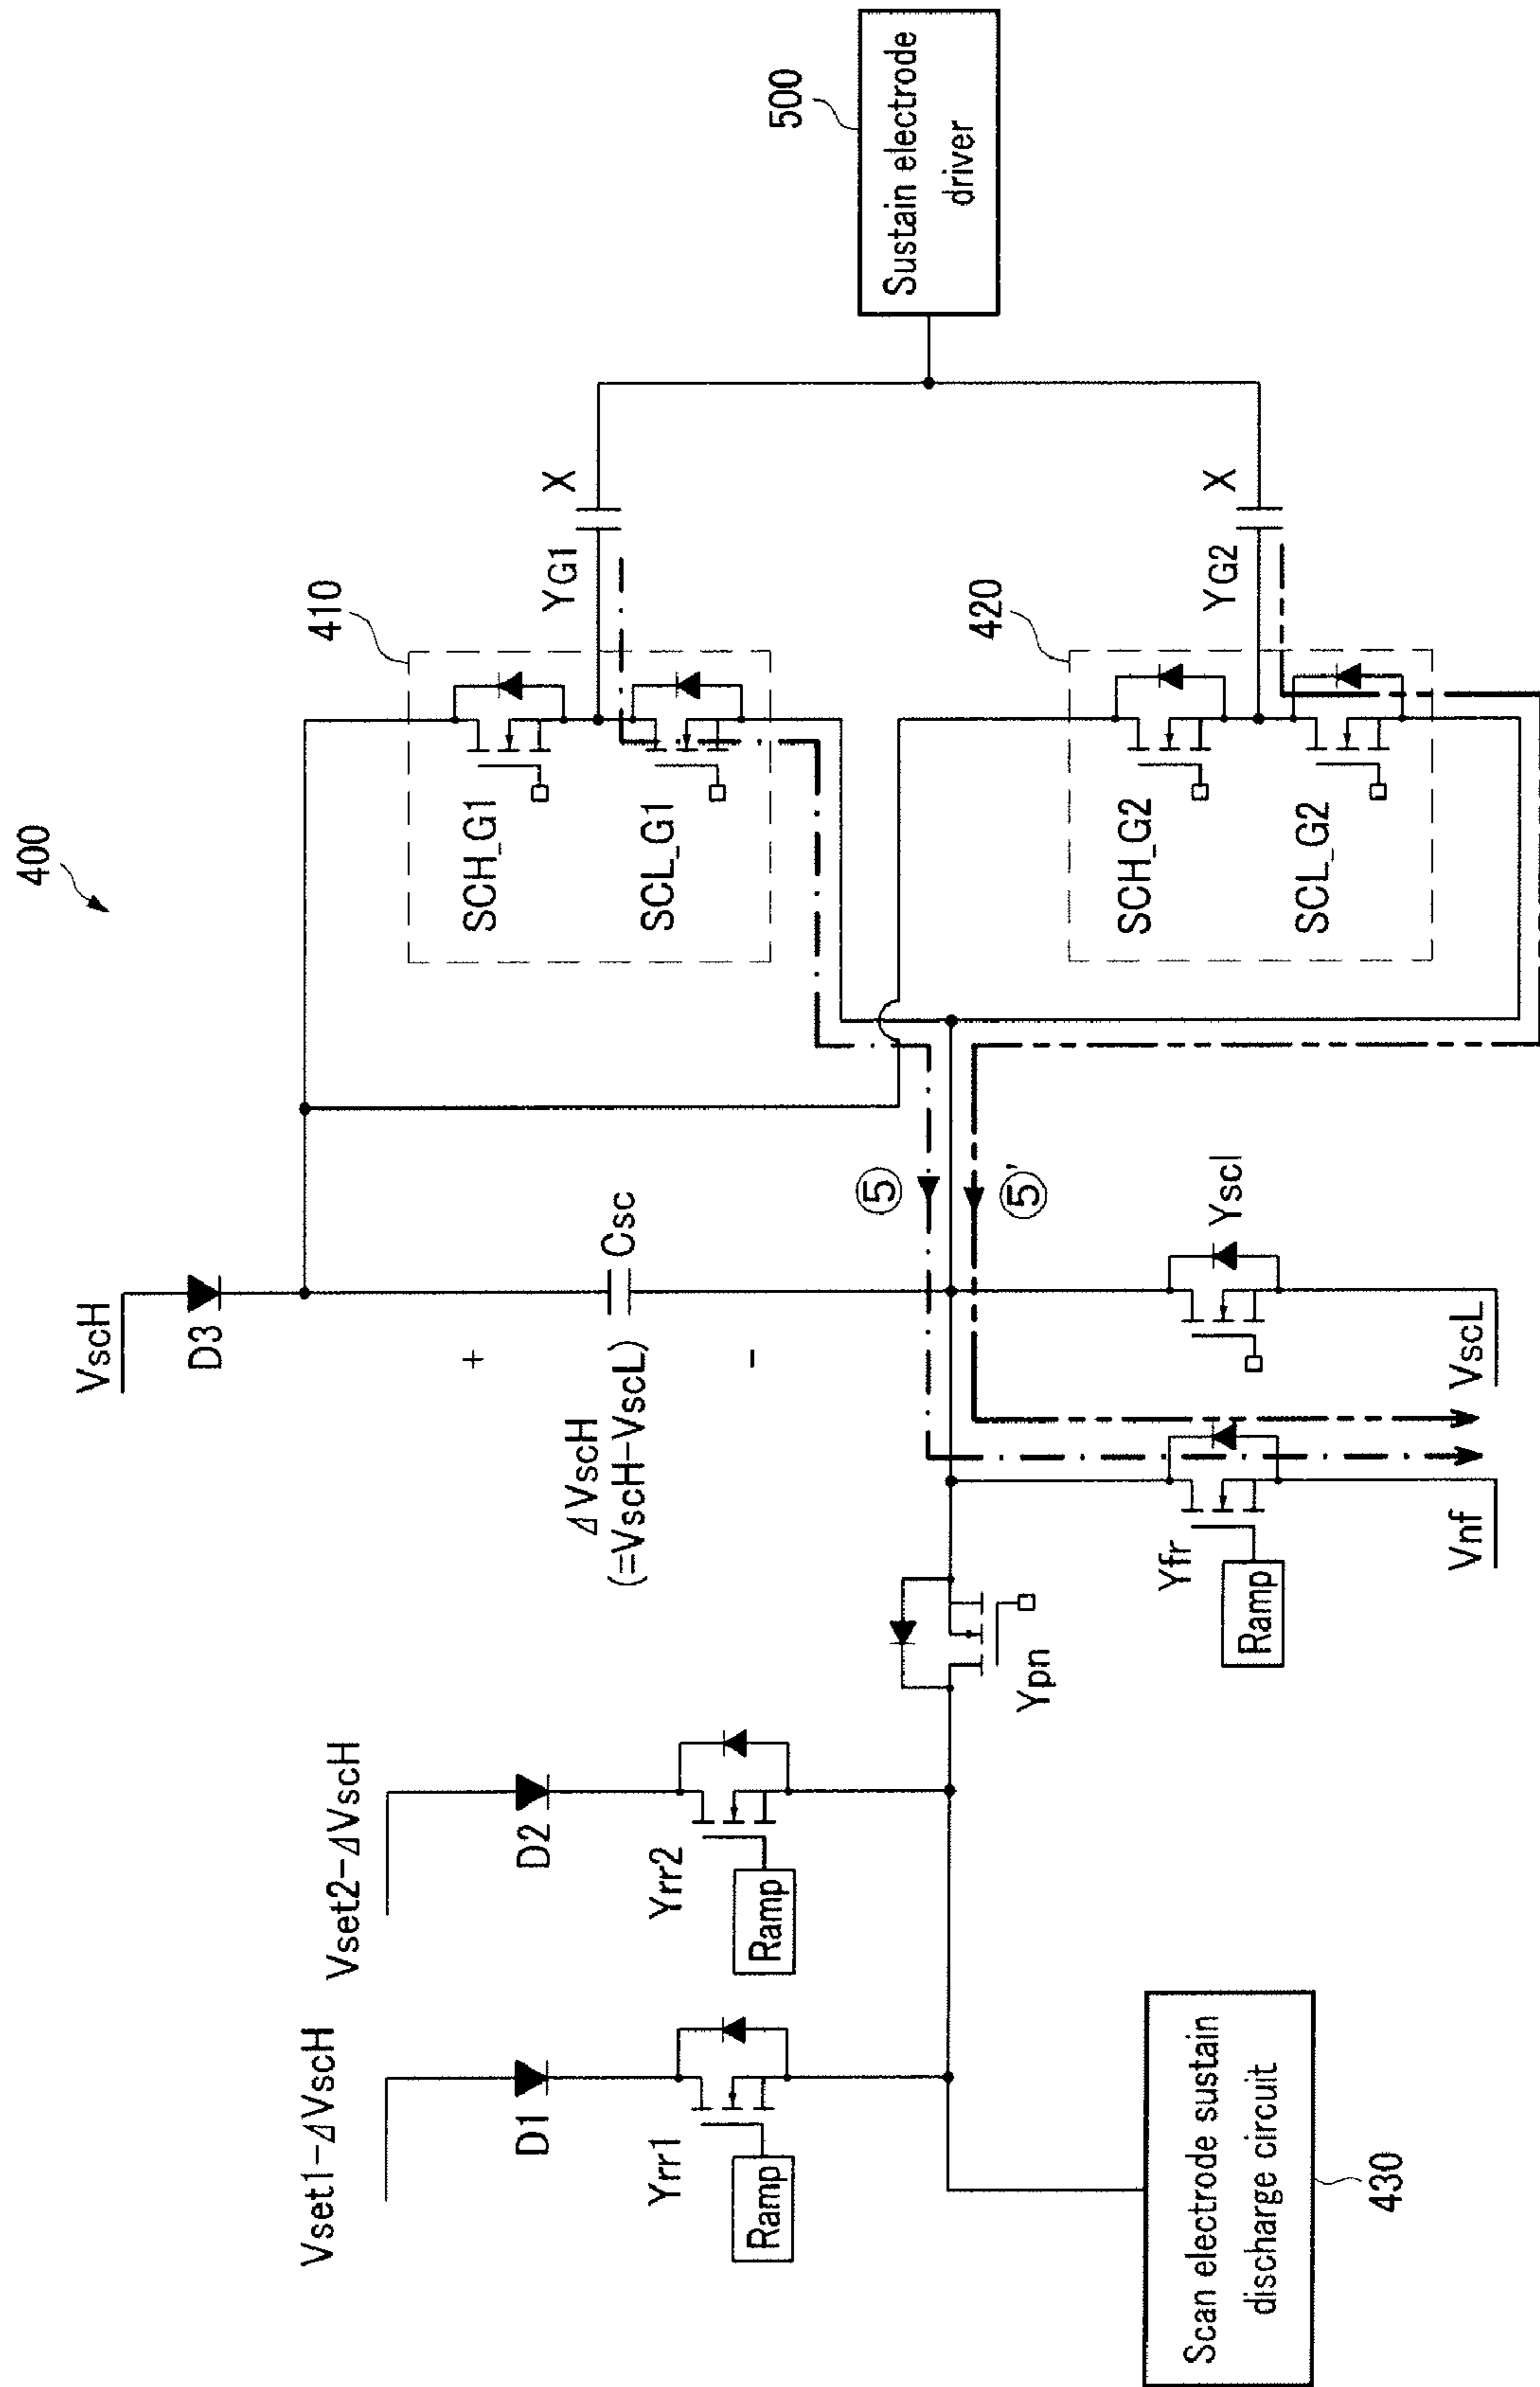 400
VscH
D3
Vset1-ΔVscH
Vset2-ΔVscH
D1
D2
Yrr1
Yrr2
Ramp
Ramp
+
ΔVscH
(=VscH-VscL)
-
Csc
410
SCH_G1
SCL_G1
YG1
X
500
Sustain electrode
driver
⑤
⑤'
420
SCH_G2
SCL_G2
YG2
X
Ypn
Yfr
Ramp
Yscl
Vnf
VscL
Scan electrode sustain
discharge circuit
430